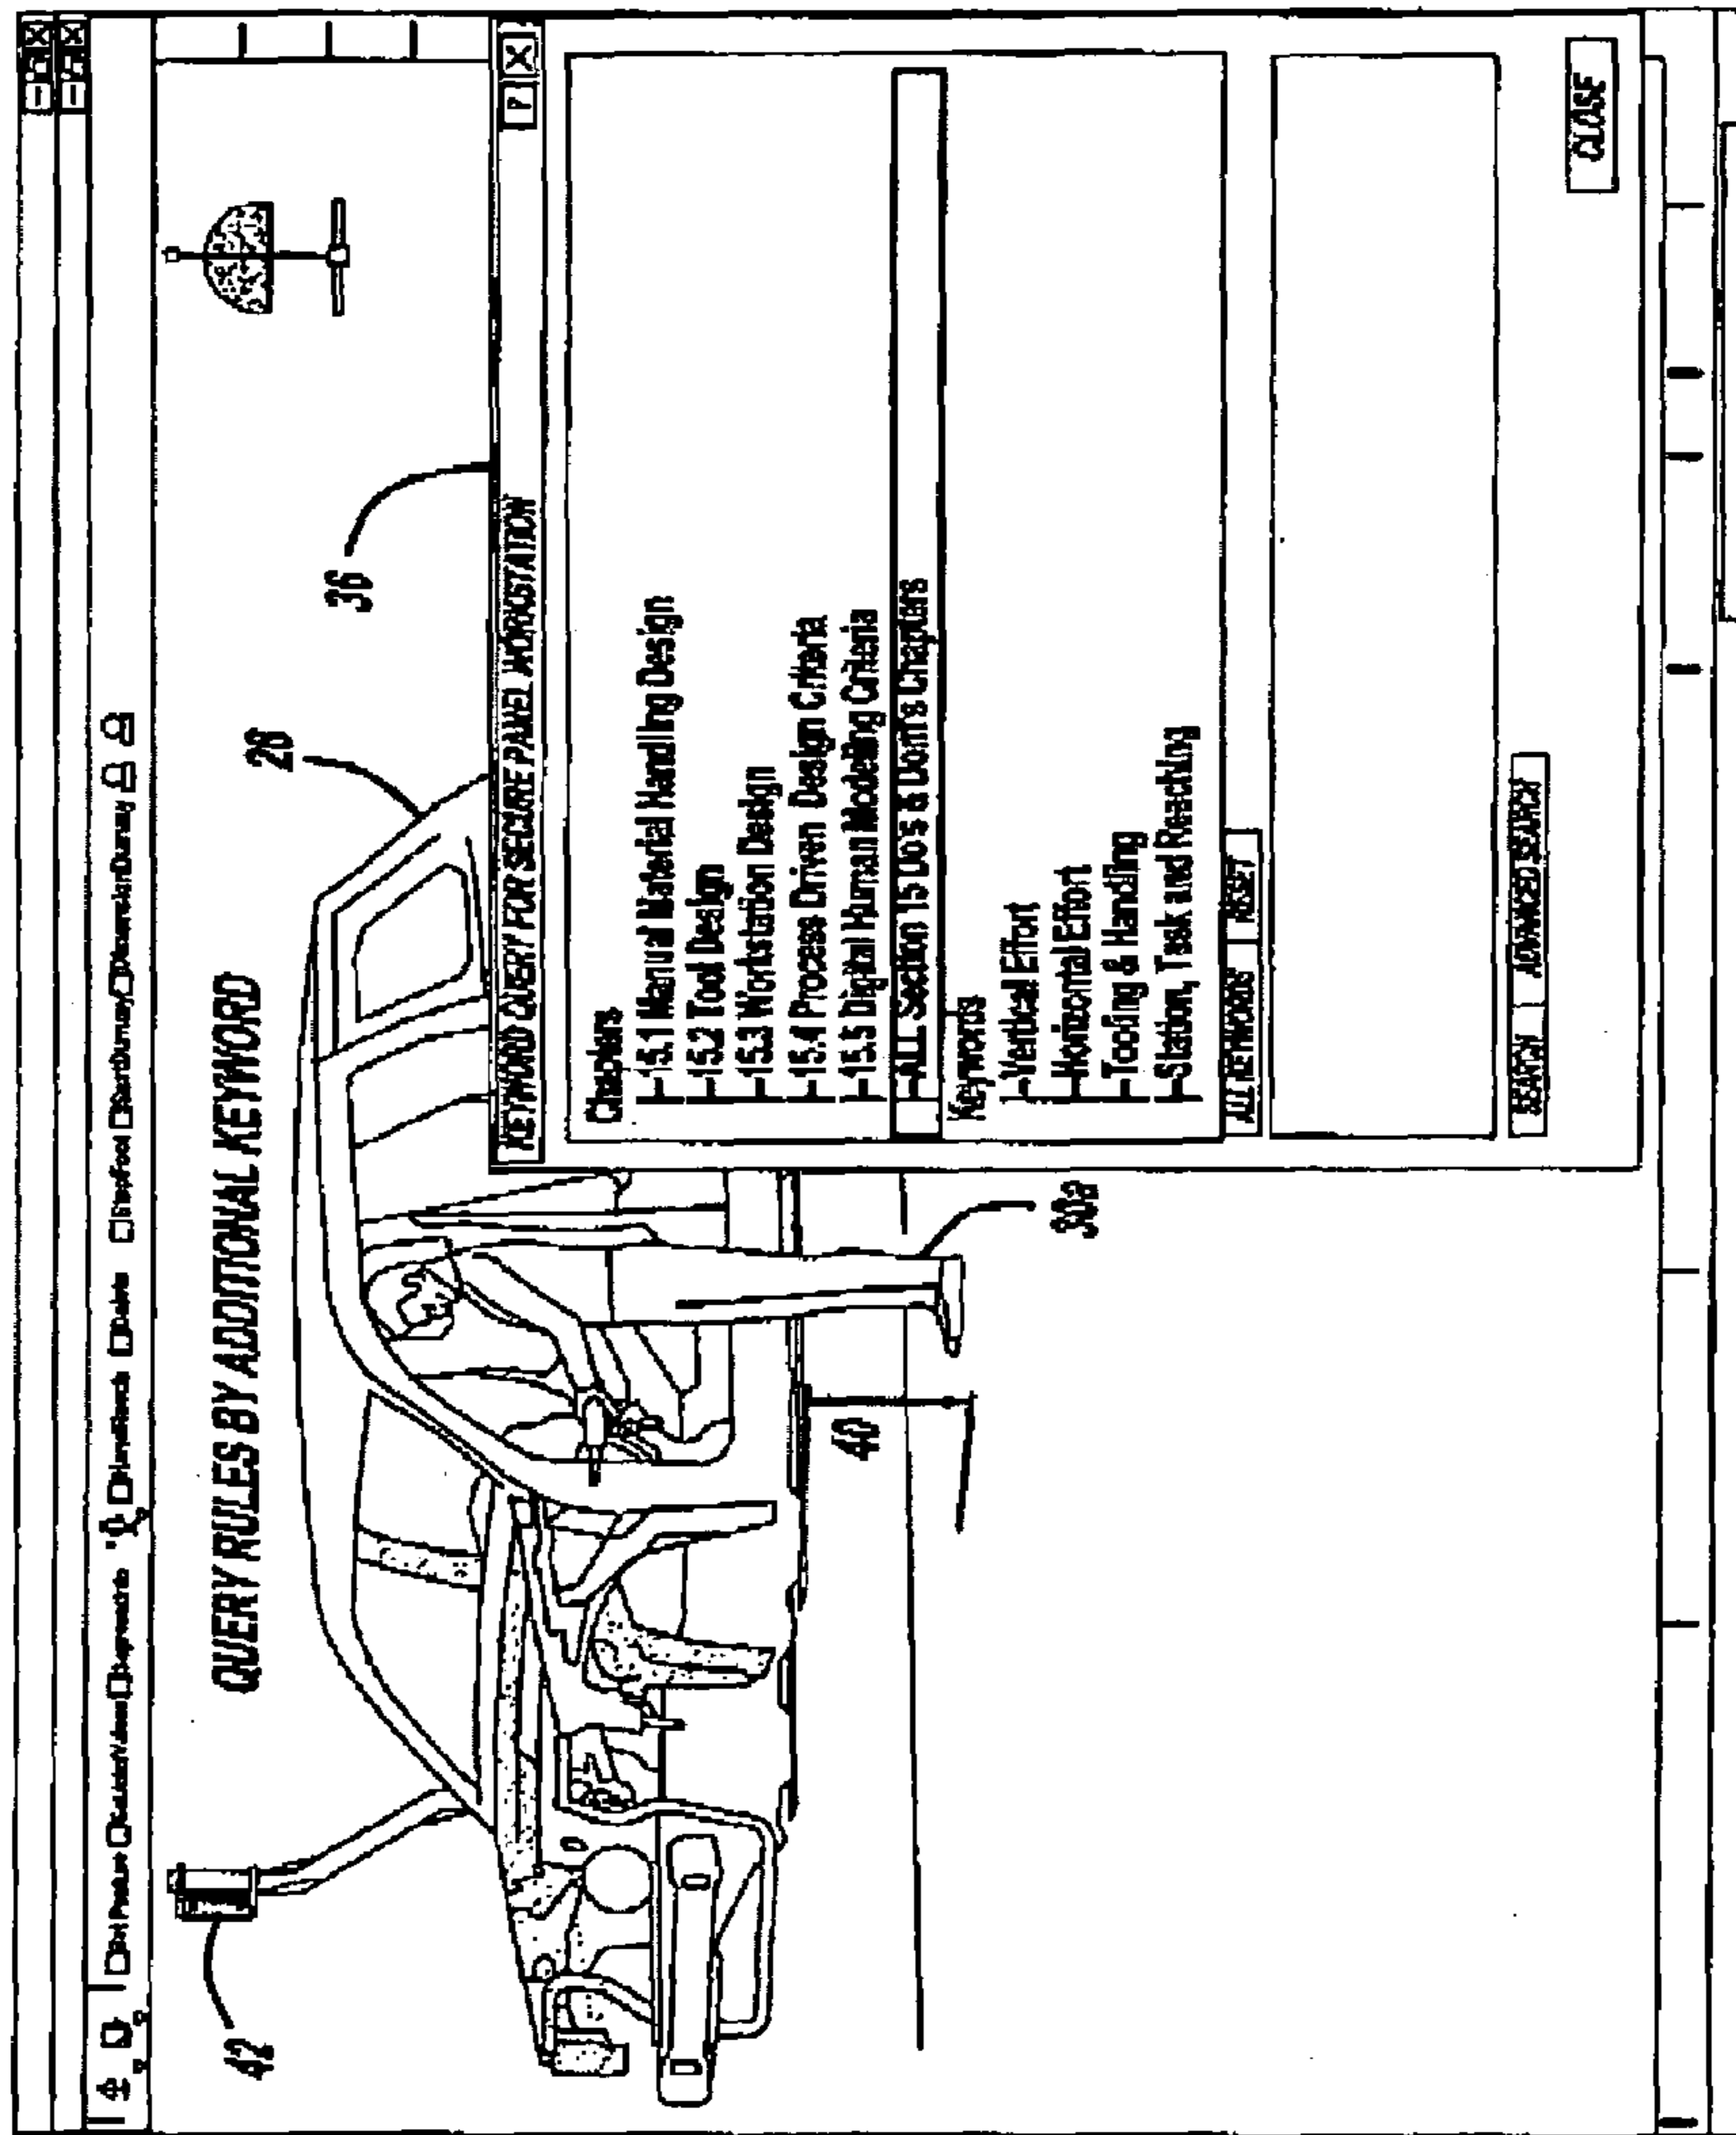 QUERY RULES BY ADDITIONAL KEYWORD
42
28
36
KEYWORD QUERY FOR SECURE PANEL WORKSTATION
Chapters
15.1 Manual Material Handling Design
15.2 Tool Design
15.3 Workstation Design
15.4 Process Driven Design Criteria
15.5 Digital Human Modeling Criteria
ALL Section 15 Do's & Don'ts Chapters
Keywords
Vertical Effort
Horizontal Effort
Tooling & Handling
Station, Task and Reaching
ALL KEYWORDS RESET
SEARCH ADVANCED SEARCH
CLOSE
30a
40